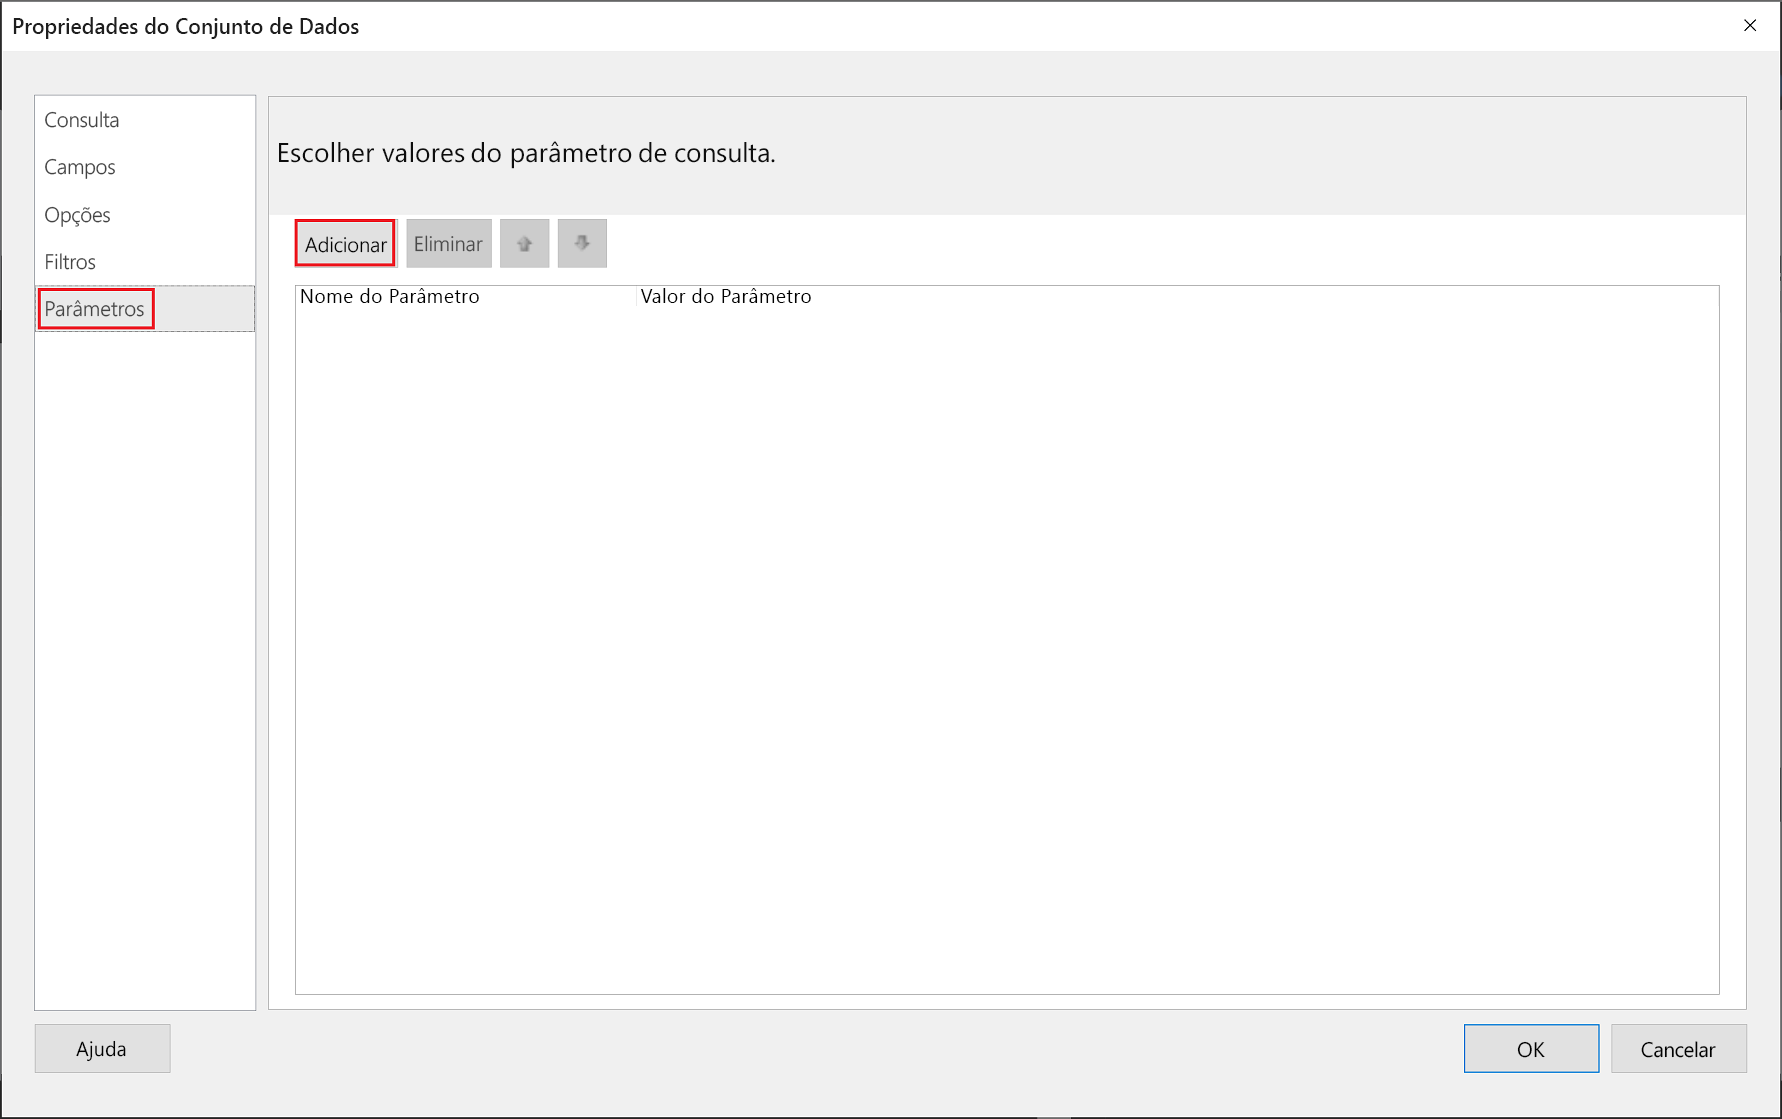 Propriedades do Conjunto de Dados
Consulta
Campos
Opções
Filtros
Parâmetros
Escolher valores do parâmetro de consulta.
Adicionar Eliminar
Nome do Parâmetro Valor do Parâmetro
Ajuda OK Cancelar